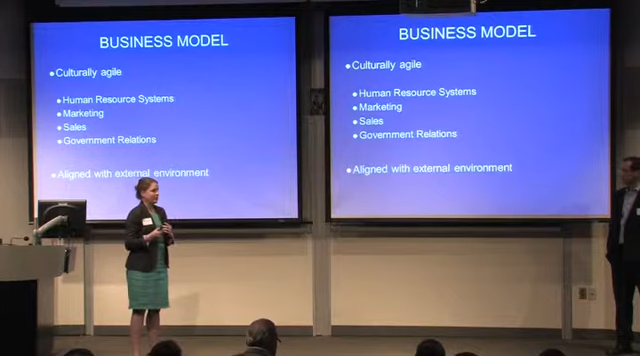 BUSINESS MODEL
•Culturally agile
•Human Resource Systems
•Marketing
•Sales
•Government Relations
•Aligned with external environment
BUSINESS MODEL
•Culturally agile
•Human Resource Systems
•Marketing
•Sales
•Government Relations
•Aligned with external environment